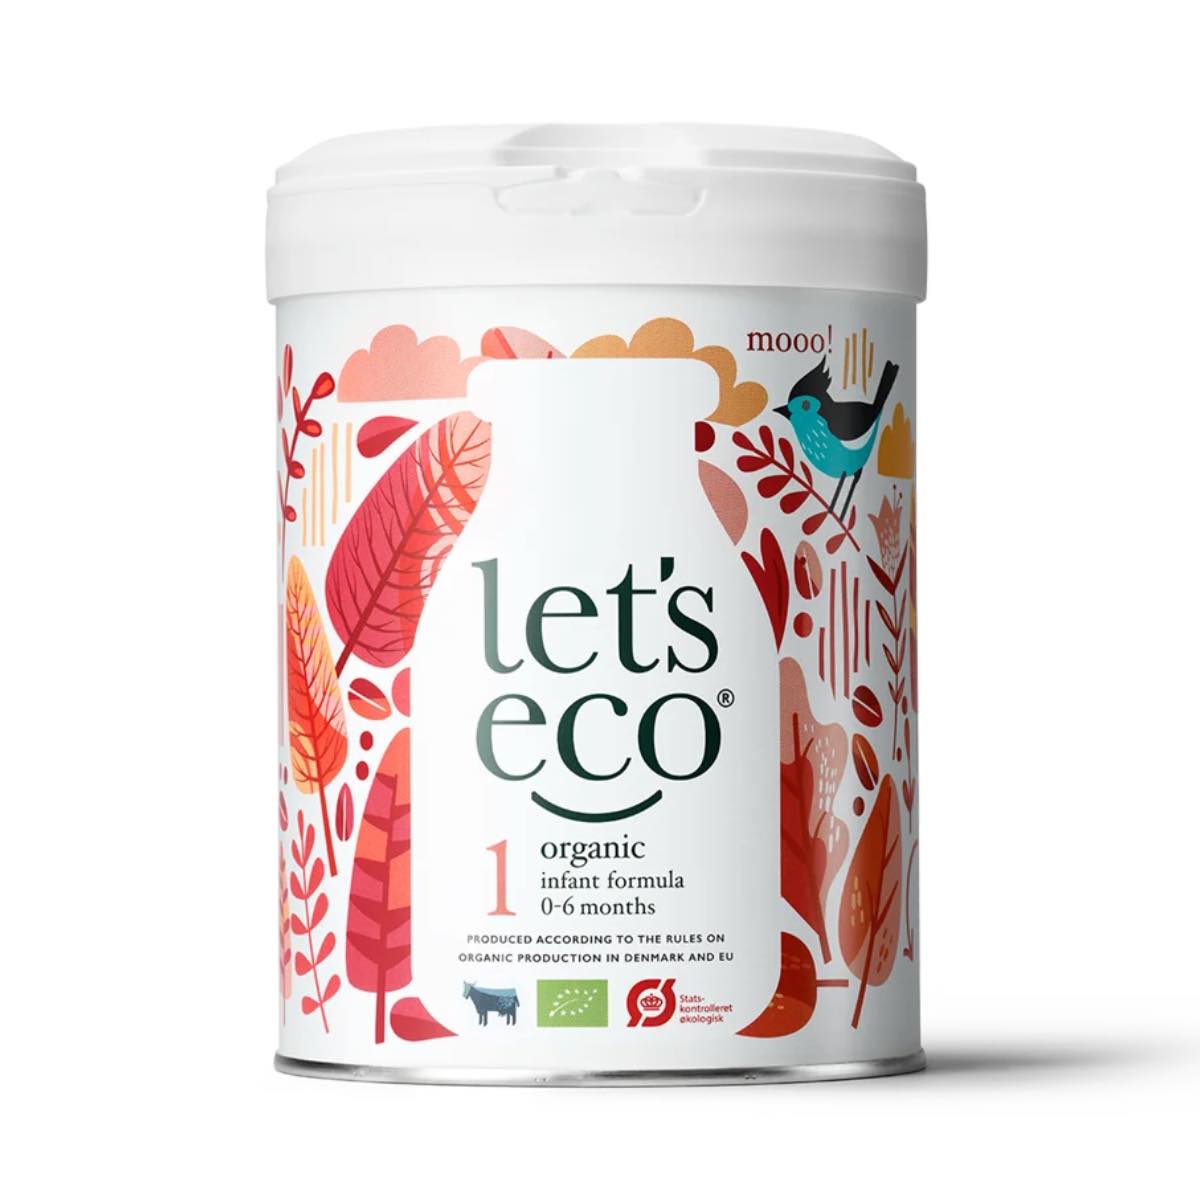 mooo!
let's
eco®
1
organic
infant formula
0-6 months
PRODUCED ACCORDING TO THE RULES ON
ORGANIC PRODUCTION IN DENMARK AND EU
Ø
Stats-
kontrolleret
økologisk